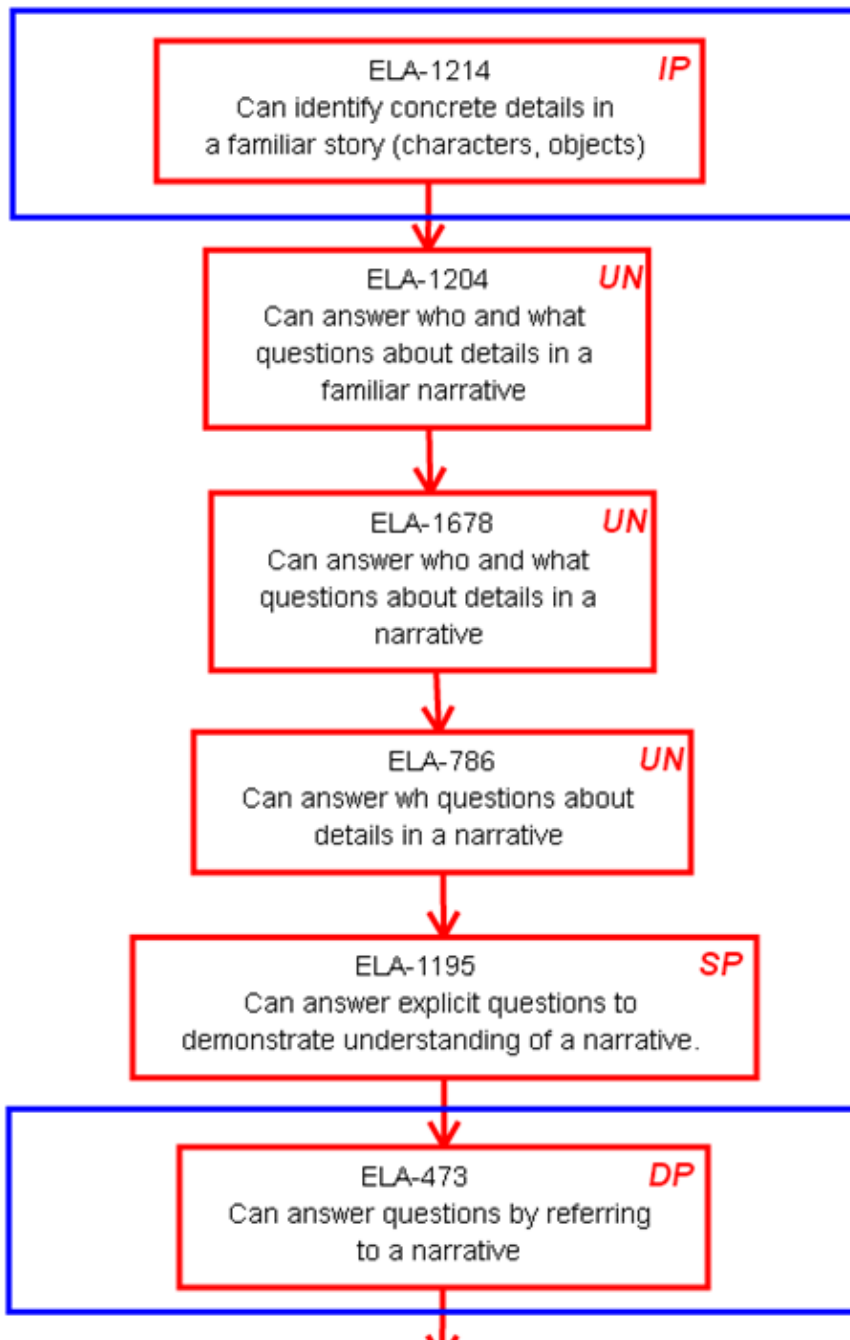 ELA-1214 IP
Can identify concrete details in
a familiar story (characters, objects)
ELA-1204 UN
Can answer who and what
questions about details in a
familiar narrative
ELA-1678 UN
Can answer who and what
questions about details in a
narrative
ELA-786 UN
Can answer wh questions about
details in a narrative
ELA-1195 SP
Can answer explicit questions to
demonstrate understanding of a narrative.
ELA-473 DP
Can answer questions by referring
to a narrative